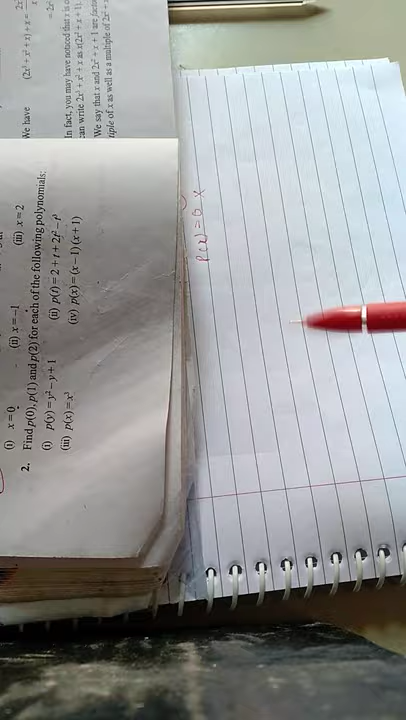 (i) x = 0 (ii) x = –1 (iii) x = 2
2. Find p(0), p(1) and p(2) for each of the following polynomials:
(i) p(y) = y² – y + 1 (ii) p(t) = 2 + t + 2t² – t³
(iii) p(x) = x³ (iv) p(x) = (x – 1) (x + 1)
We have (2x³ + x² + x) ÷ x =
In fact, you may have noticed that x is
can write 2x³ + x² + x as x(2x² + x + 1).
We say that x and 2x² + x + 1 are
of x as well as a multiple of 2x² +
p(x) = 0 x